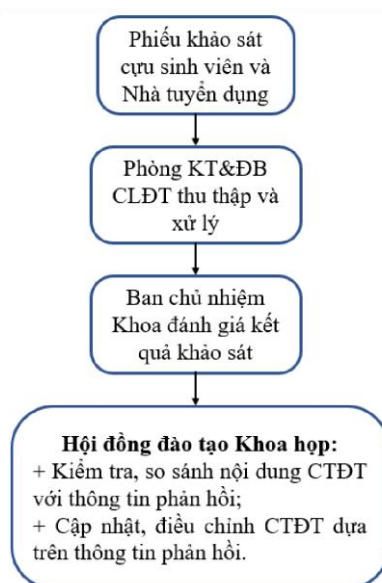 Phiếu khảo sát
cựu sinh viên và
Nhà tuyển dụng
Phòng KT&ĐB
CLĐT thu thập và
xử lý
Ban chủ nhiệm
Khoa đánh giá kết
quả khảo sát
Hội đồng đào tạo Khoa họp:
+ Kiểm tra, so sánh nội dung CTĐT
với thông tin phản hồi;
+ Cập nhật, điều chỉnh CTĐT dựa
trên thông tin phản hồi.